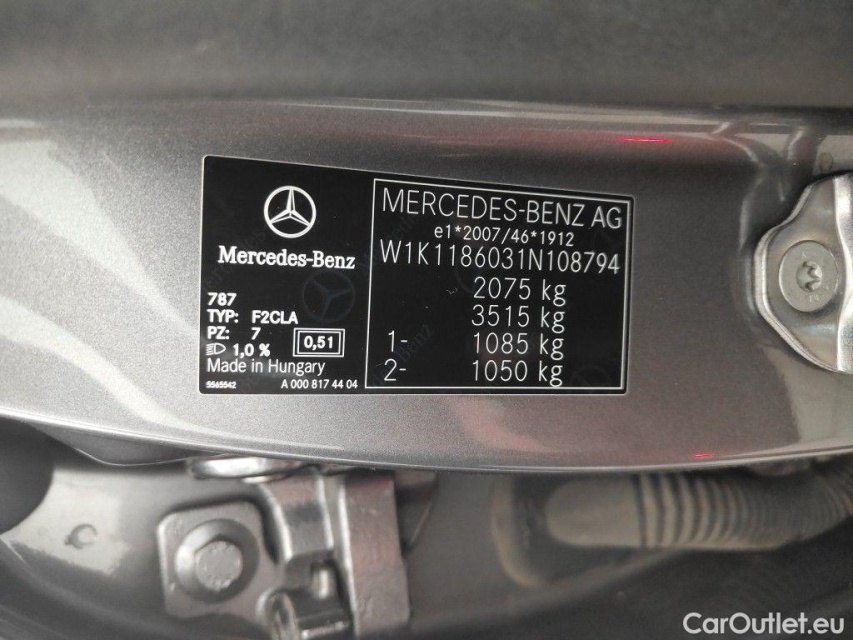 Mercedes-Benz
787
TYP: F2CLA
PZ: 7
1,0 %
0,51
Made in Hungary
5565542
A 000 817 44 04
MERCEDES-BENZ AG
e1*2007/46*1912
W1K1186031N108794
2075 kg
3515 kg
1- 1085 kg
2- 1050 kg
CarOutlet.eu